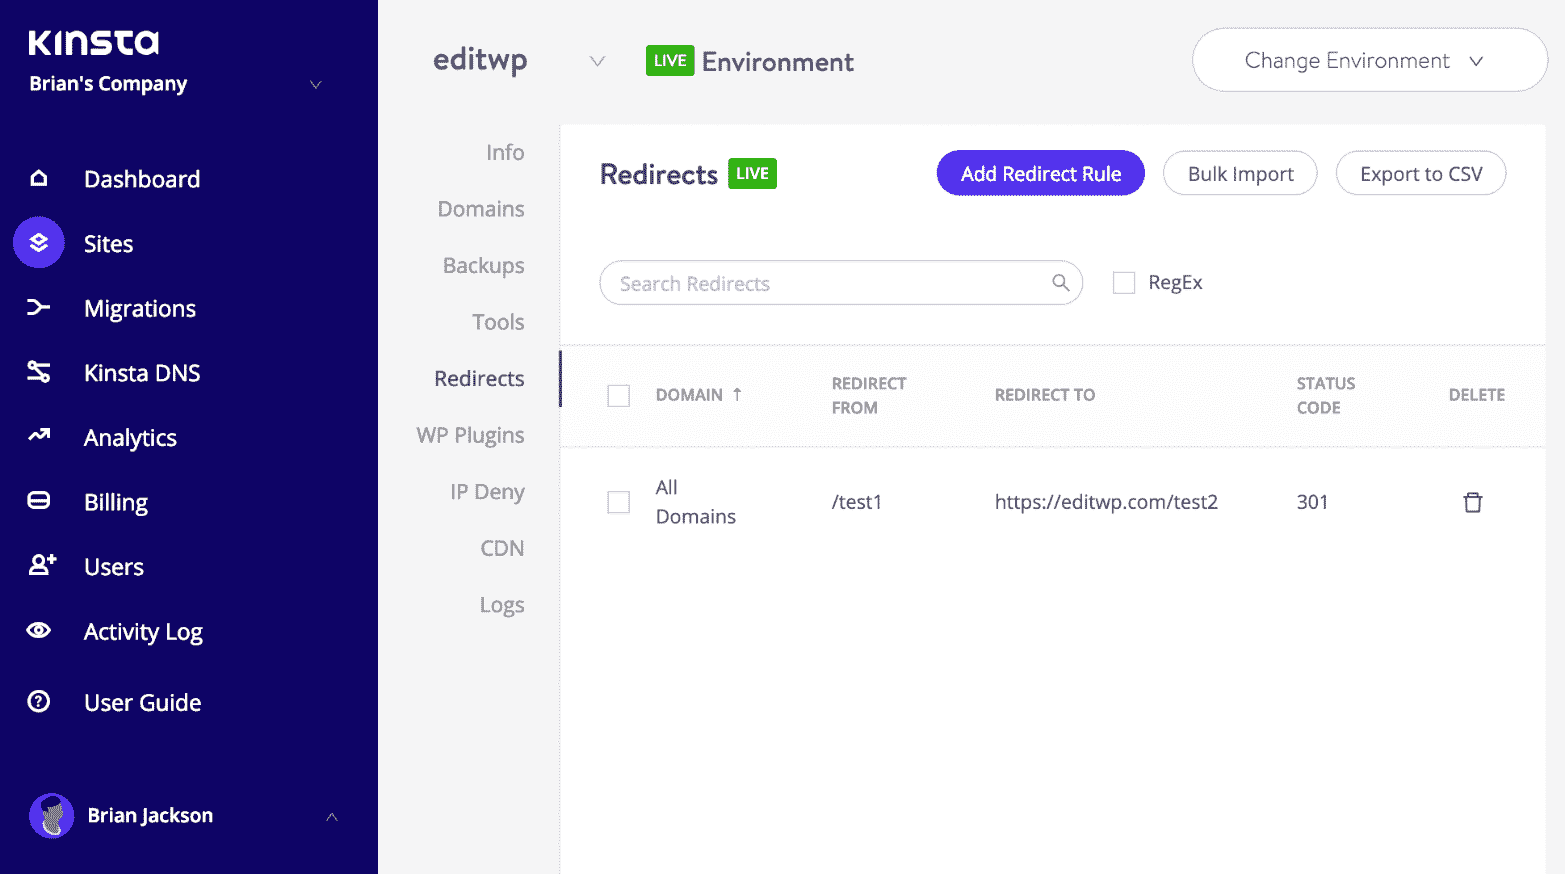 KINSTA
Brian's Company
Dashboard
Sites
Migrations
Kinsta DNS
Analytics
Billing
Users
Activity Log
User Guide
Brian Jackson
editwp
LIVE Environment
Change Environment
Info
Domains
Backups
Tools
Redirects
WP Plugins
IP Deny
CDN
Logs
Redirects LIVE
Add Redirect Rule
Bulk Import
Export to CSV
Search Redirects
RegEx
DOMAIN ↑
REDIRECT
FROM
REDIRECT TO
STATUS
CODE
DELETE
All
Domains
/test1
https://editwp.com/test2
301